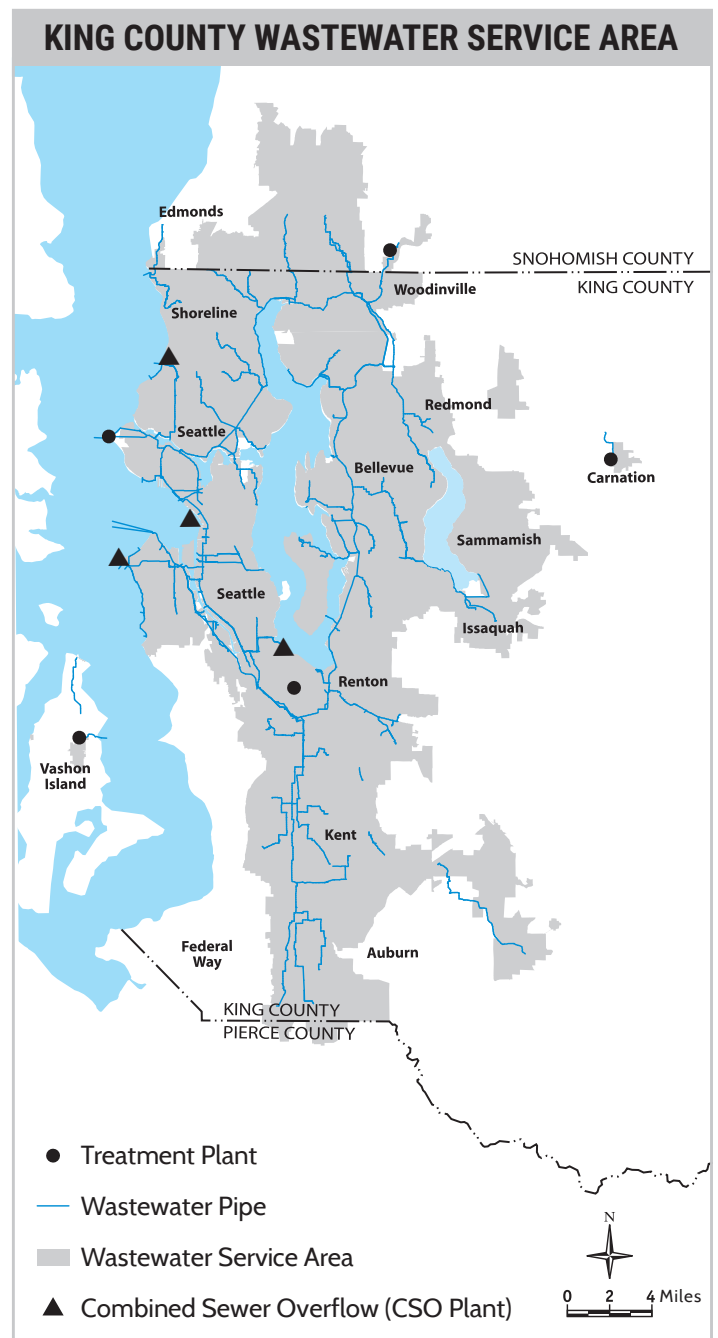 KING COUNTY WASTEWATER SERVICE AREA
Edmonds
SNOHOMISH COUNTY
KING COUNTY
Woodinville
Shoreline
Redmond
Seattle
Bellevue
Carnation
Sammamish
Seattle
Issaquah
Renton
Vashon
Island
Kent
Federal
Way
Auburn
KING COUNTY
PIERCE COUNTY
Treatment Plant
Wastewater Pipe
Wastewater Service Area
Combined Sewer Overflow (CSO Plant)
N
0 2 4 Miles